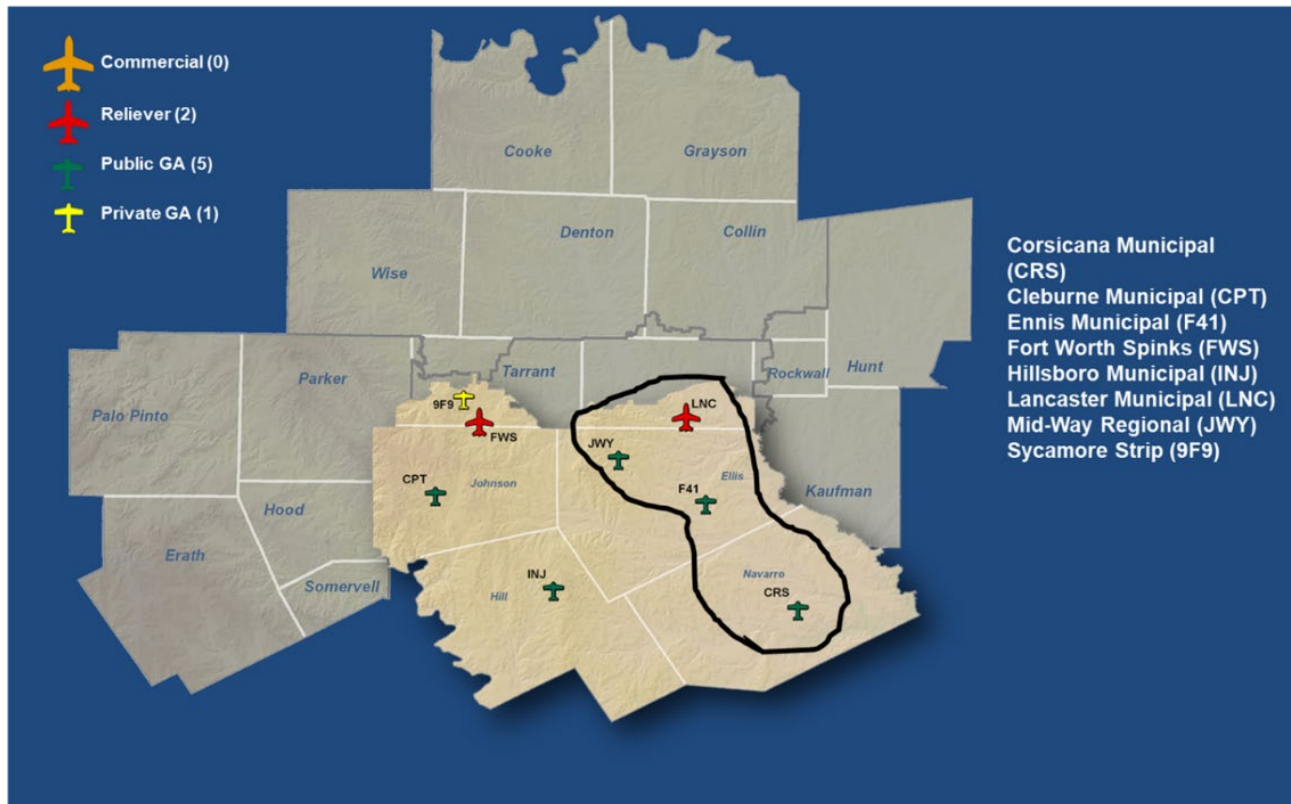 Commercial (0)
Reliever (2)
Public GA (5)
Private GA (1)
Cooke
Grayson
Denton
Collin
Wise
Hunt
Rockwall
Tarrant
Parker
Palo Pinto
9F9
FWS
LNC
JWY
CPT
Johnson
F41
Ellis
Kaufman
Hood
Erath
Somervell
INJ
Hill
Navarro
CRS
Corsicana Municipal
(CRS)
Cleburne Municipal (CPT)
Ennis Municipal (F41)
Fort Worth Spinks (FWS)
Hillsboro Municipal (INJ)
Lancaster Municipal (LNC)
Mid-Way Regional (JWY)
Sycamore Strip (9F9)